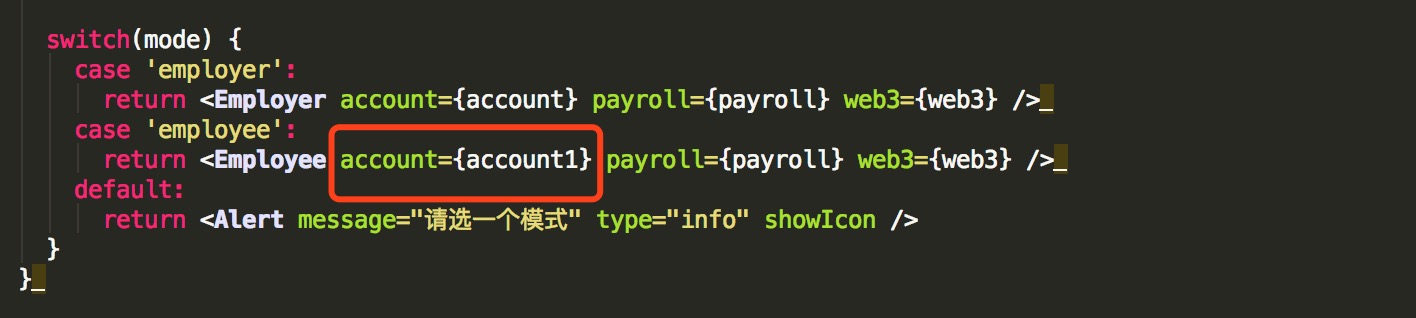 switch(mode) {
case 'employer':
return <Employer account={account} payroll={payroll} web3={web3} />_
case 'employee':
return <Employee account={account1} payroll={payroll} web3={web3} />_
default:
return <Alert message="请选一个模式" type="info" showIcon />
}
}_